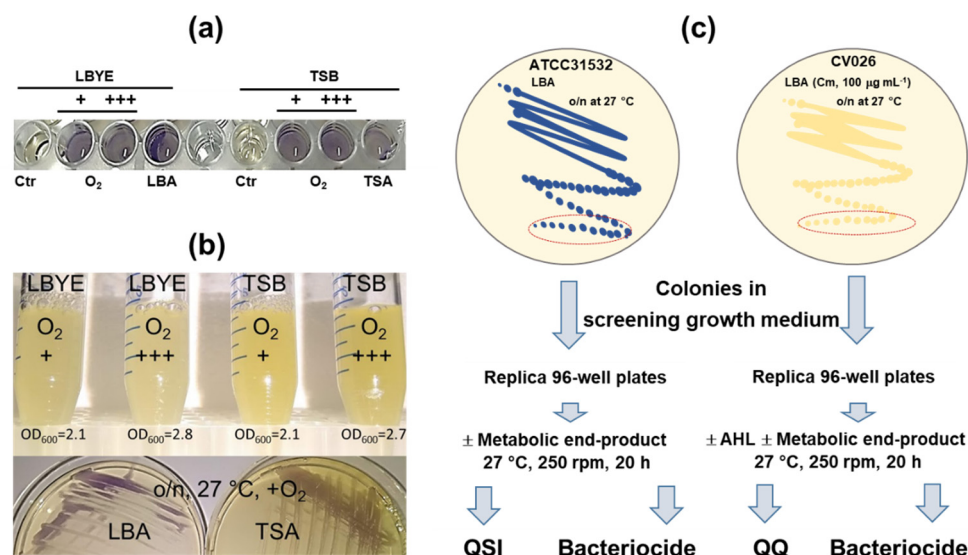 (a)
LBYE TSB
+ +++ + +++
Ctr O₂ LBA Ctr O₂ TSA
(b)
LBYE LBYE TSB TSB
O₂ O₂ O₂ O₂
+ +++ + +++
OD₆₀₀=2.1 OD₆₀₀=2.8 OD₆₀₀=2.1 OD₆₀₀=2.7
o/n, 27 °C, +O₂
LBA TSA
(c)
ATCC31532
LBA
o/n at 27 °C
CV026
LBA (Cm, 100 µg mL⁻¹)
o/n at 27 °C
Colonies in
screening growth medium
Replica 96-well plates
± Metabolic end-product
27 °C, 250 rpm, 20 h
QSI Bacteriocide
Replica 96-well plates
± AHL ± Metabolic end-product
27 °C, 250 rpm, 20 h
QQ Bacteriocide